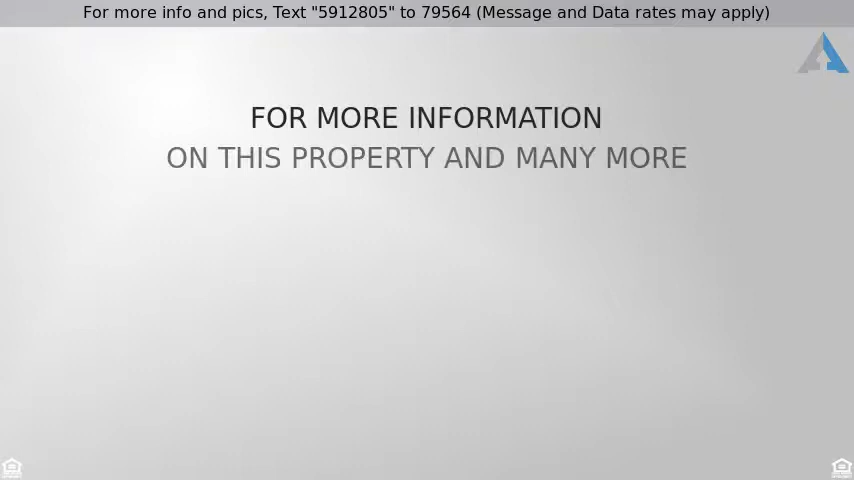 For more info and pics, Text "5912805" to 79564 (Message and Data rates may apply)
FOR MORE INFORMATION
ON THIS PROPERTY AND MANY MORE